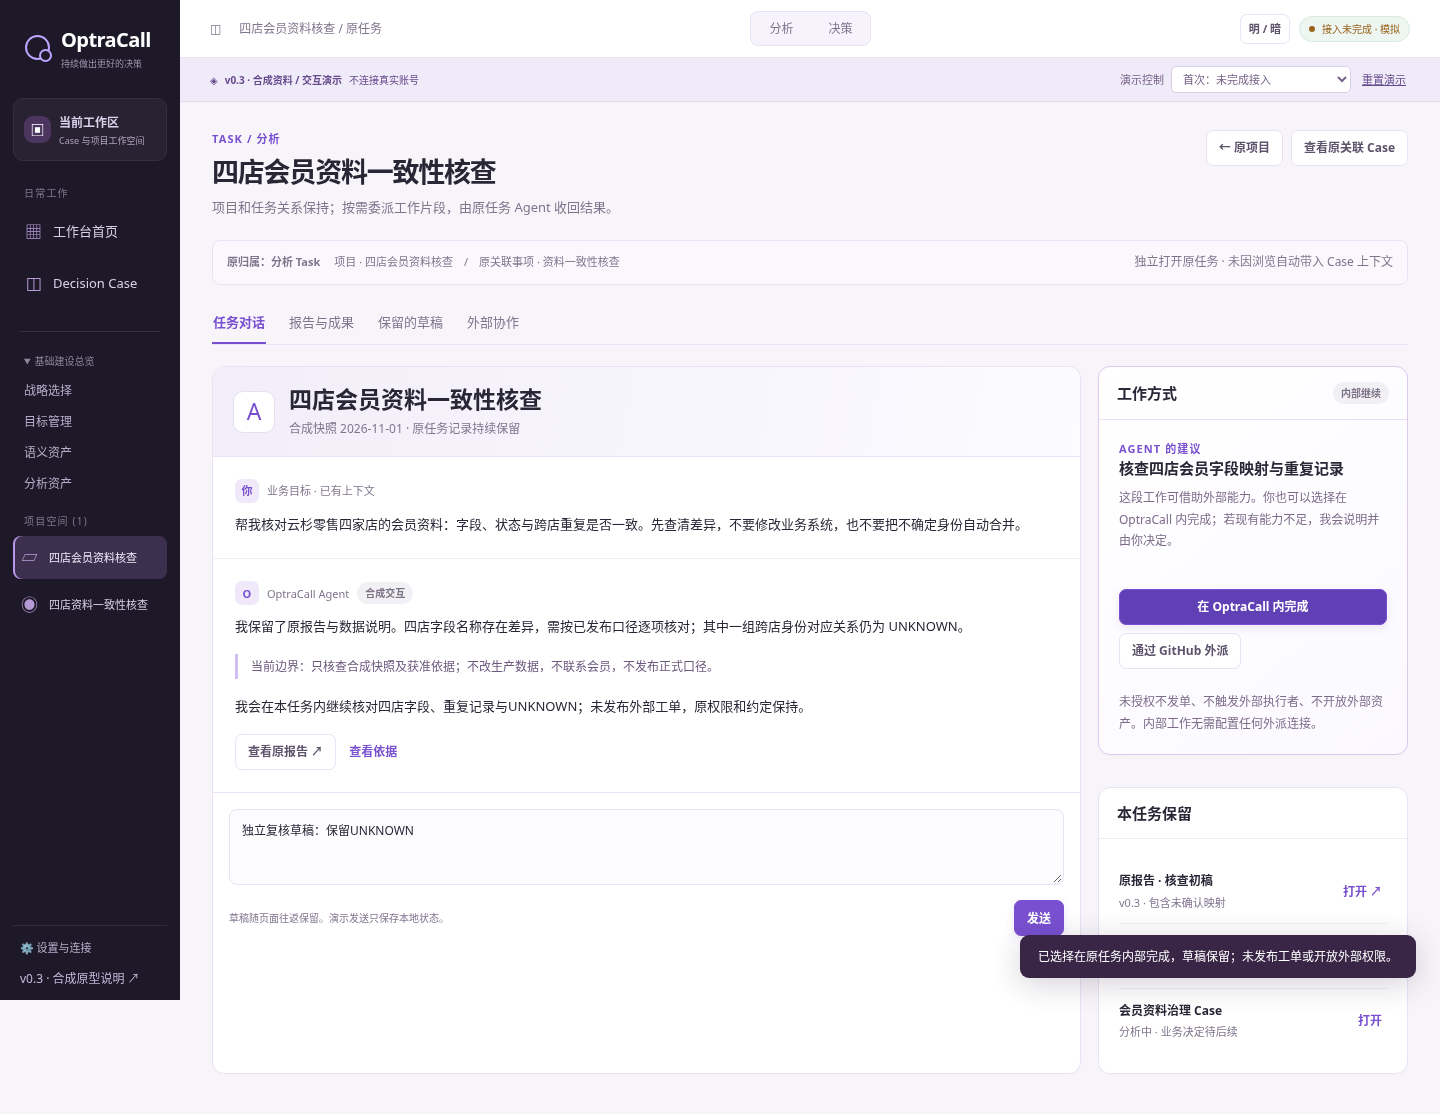 OptraCall
持续做出更好的决策
当前工作区
Case 与项目工作空间
日常工作
工作台首页
Decision Case
▼ 基础建设总览
战略选择
目标管理
语义资产
分析资产
项目空间 (1)
四店会员资料核查
四店资料一致性核查
⚙️ 设置与连接
v0.3 · 合成原型说明 ↗
四店会员资料核查 / 原任务
分析
决策
明 / 暗
接入未完成 · 模拟
◈ v0.3 · 合成资料 / 交互演示 不连接真实账号
演示控制
首次：未完成接入
重置演示
TASK / 分析
四店会员资料一致性核查
项目和任务关系保持；按需委派工作片段，由原任务 Agent 收回结果。
← 原项目
查看原关联 Case
原归属：分析 Task 项目 · 四店会员资料核查 / 原关联事项 · 资料一致性核查
独立打开原任务 · 未因浏览自动带入 Case 上下文
任务对话
报告与成果
保留的草稿
外部协作
A
四店会员资料一致性核查
合成快照 2026-11-01 · 原任务记录持续保留
你 业务目标 · 已有上下文
帮我核对云杉零售四家店的会员资料：字段、状态与跨店重复是否一致。先查清差异，不要修改业务系统，也不要把不确定身份自动合并。
O OptraCall Agent 合成交互
我保留了原报告与数据说明。四店字段名称存在差异，需按已发布口径逐项核对；其中一组跨店身份对应关系仍为 UNKNOWN。
当前边界：只核查合成快照及获准依据；不改生产数据，不联系会员，不发布正式口径。
我会在本任务内继续核对四店字段、重复记录与UNKNOWN；未发布外部工单，原权限和约定保持。
查看原报告 ↗
查看依据
独立复核草稿：保留UNKNOWN
草稿随页面往返保留。演示发送只保存本地状态。
发送
工作方式
内部继续
AGENT 的建议
核查四店会员字段映射与重复记录
这段工作可借助外部能力。你也可以选择在
OptraCall 内完成；若现有能力不足，我会说明并
由你决定。
在 OptraCall 内完成
通过 GitHub 外派
未授权不发单、不触发外部执行者、不开放外部资
产。内部工作无需配置任何外派连接。
本任务保留
原报告 · 核查初稿
v0.3 · 包含未确认映射
打开 ↗
已选择在原任务内部完成，草稿保留；未发布工单或开放外部权限。
会员资料治理 Case
分析中 · 业务决定待后续
打开